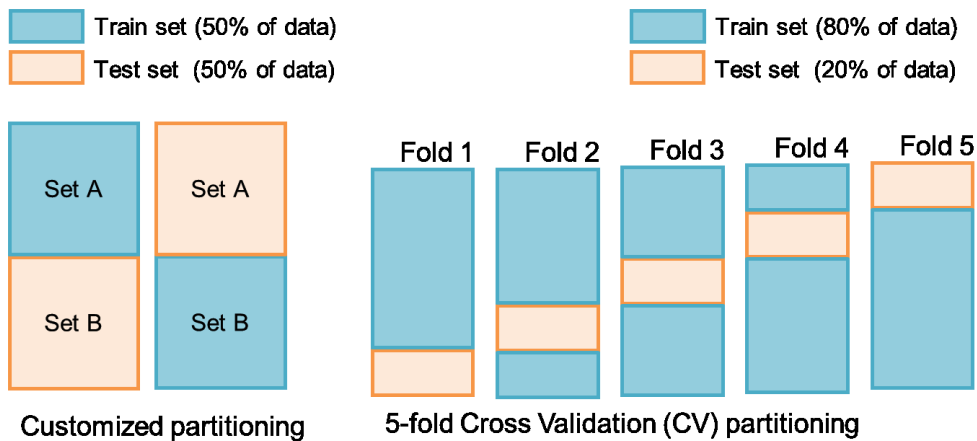 Train set (50% of data)
Test set (50% of data)
Train set (80% of data)
Test set (20% of data)
Set A
Set A
Set B
Set B
Customized partitioning
Fold 1
Fold 2
Fold 3
Fold 4
Fold 5
5-fold Cross Validation (CV) partitioning